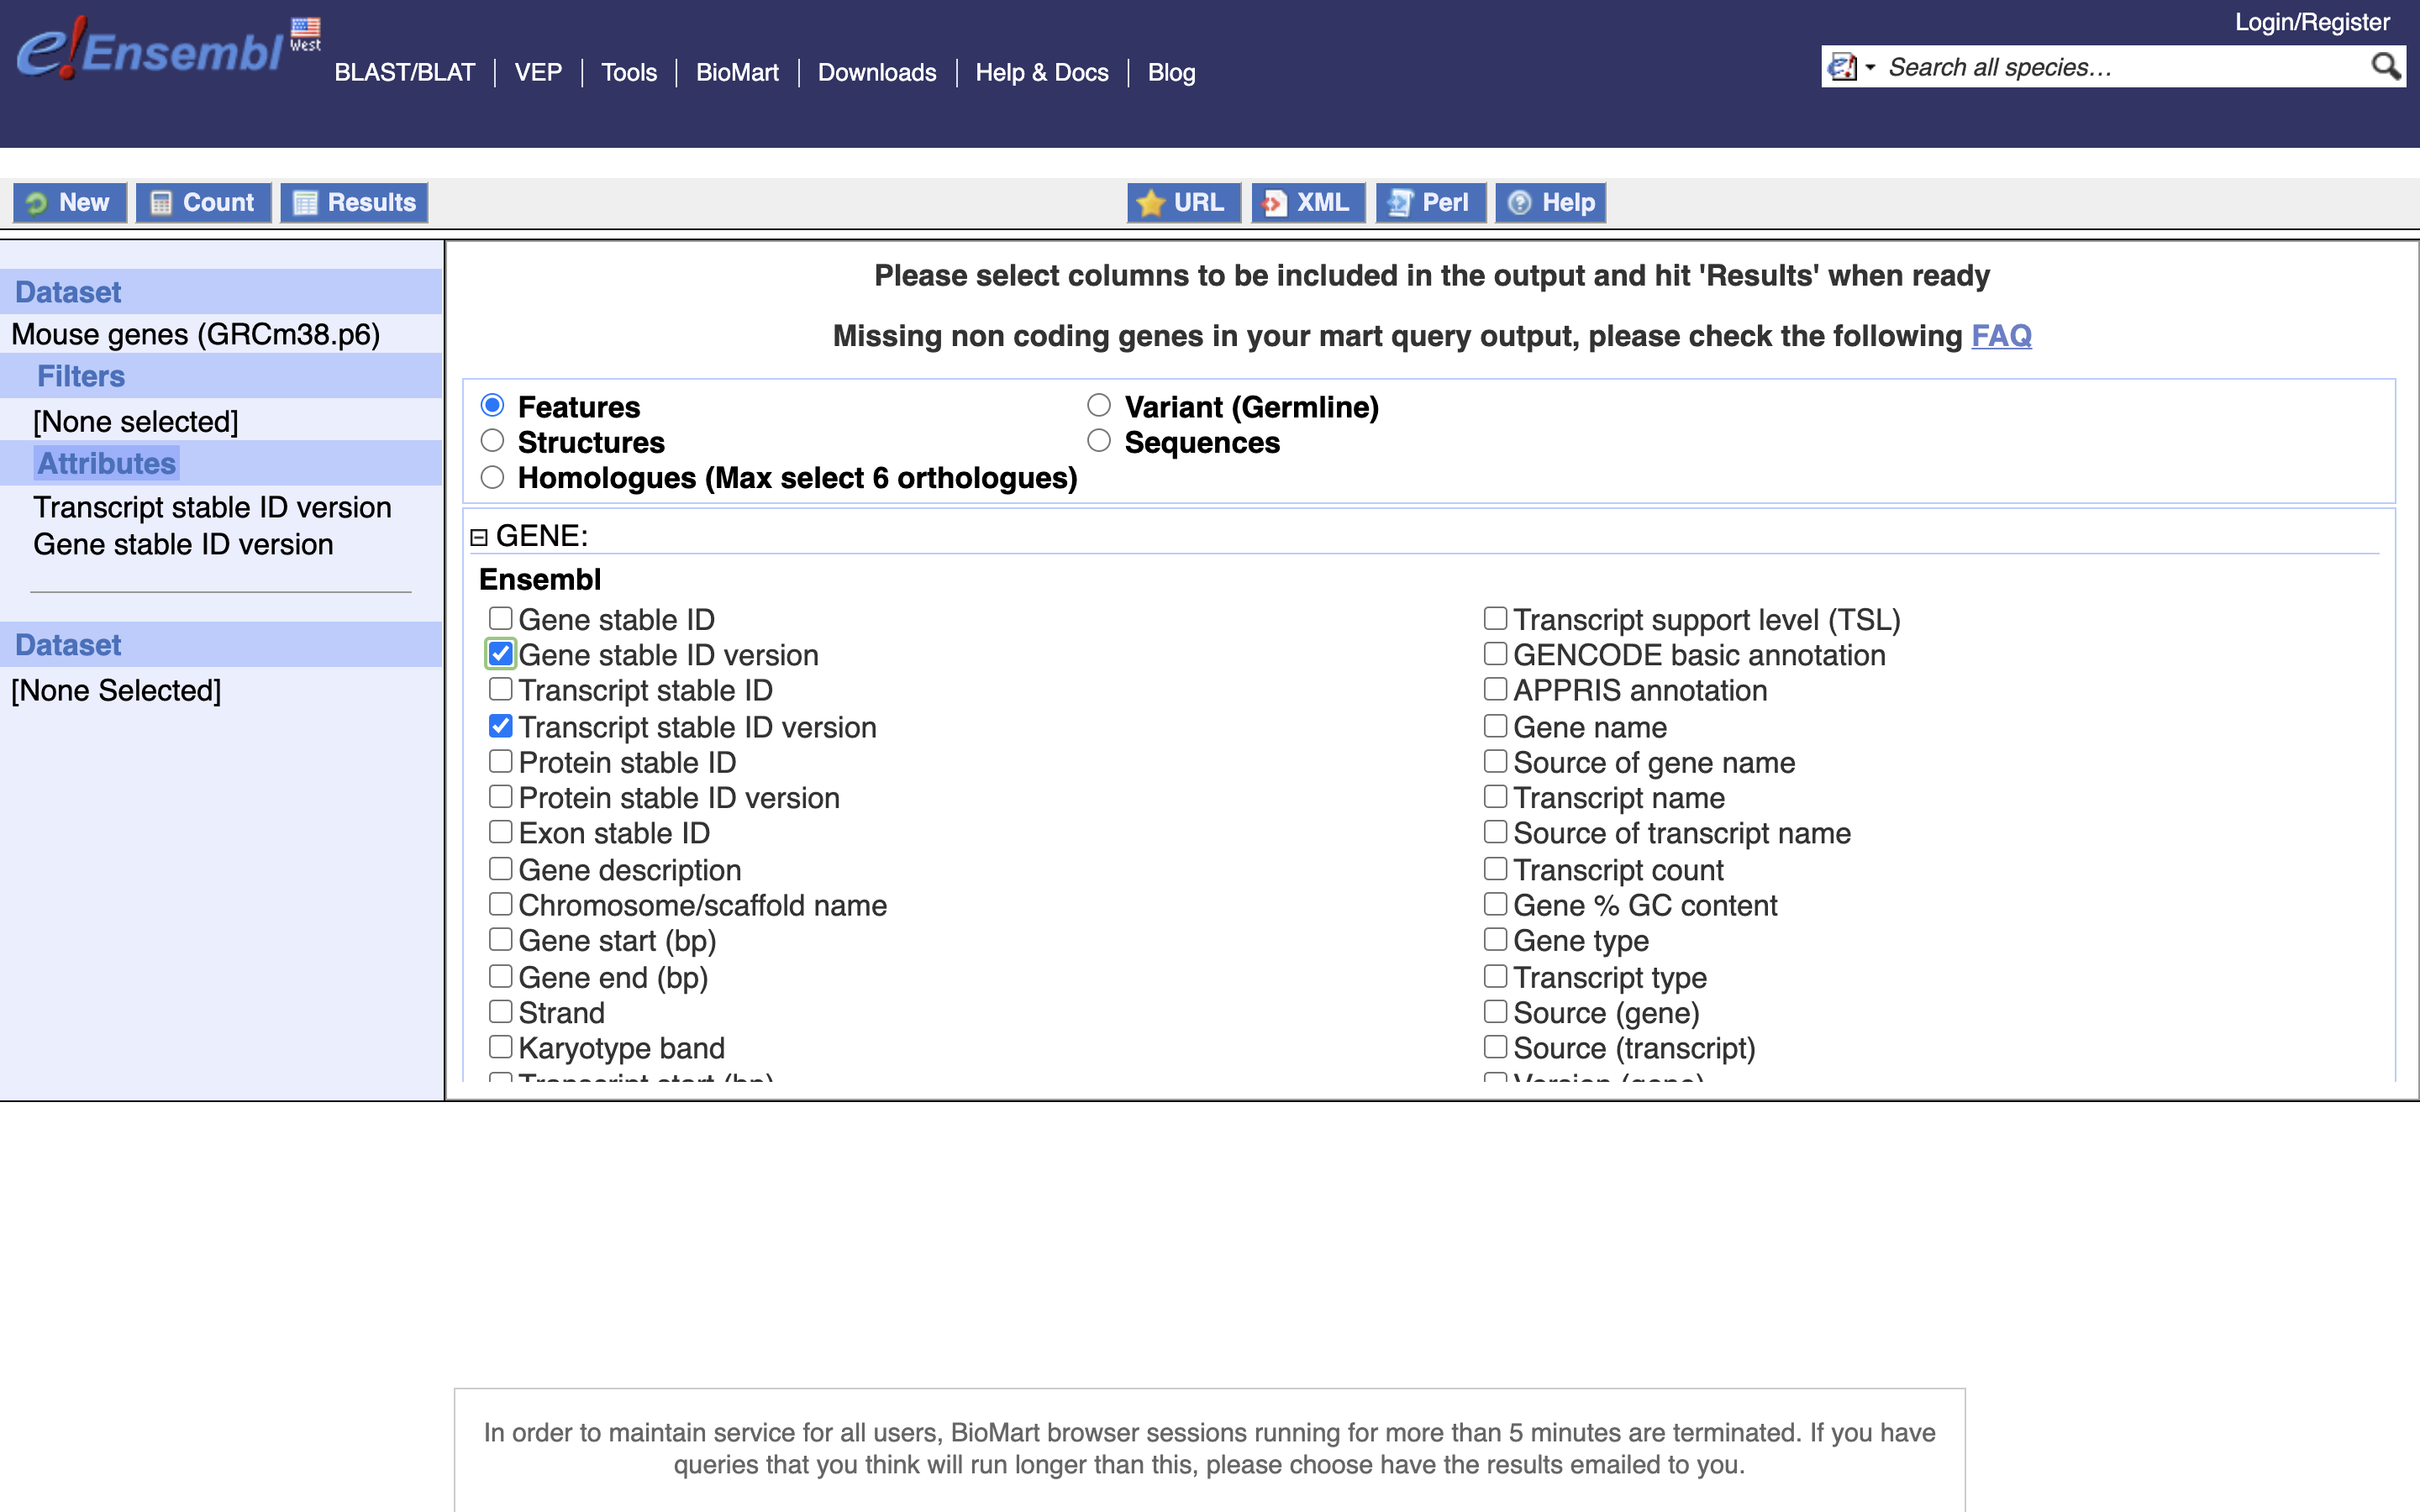 Login/Register
e!Ensembl West
BLAST/BLAT | VEP | Tools | BioMart | Downloads | Help & Docs | Blog
e! Search all species…
New Count Results URL XML Perl Help
Dataset
Mouse genes (GRCm38.p6)
Filters
[None selected]
Attributes
Transcript stable ID version
Gene stable ID version
Dataset
[None Selected]
Please select columns to be included in the output and hit 'Results' when ready
Missing non coding genes in your mart query output, please check the following FAQ
Features
Structures
Homologues (Max select 6 orthologues)
Variant (Germline)
Sequences
GENE:
Ensembl
Gene stable ID
Gene stable ID version
Transcript stable ID
Transcript stable ID version
Protein stable ID
Protein stable ID version
Exon stable ID
Gene description
Chromosome/scaffold name
Gene start (bp)
Gene end (bp)
Strand
Karyotype band
Transcript start (bp)
Transcript support level (TSL)
GENCODE basic annotation
APPRIS annotation
Gene name
Source of gene name
Transcript name
Source of transcript name
Transcript count
Gene % GC content
Gene type
Transcript type
Source (gene)
Source (transcript)
Version (gene)
In order to maintain service for all users, BioMart browser sessions running for more than 5 minutes are terminated. If you have
queries that you think will run longer than this, please choose have the results emailed to you.